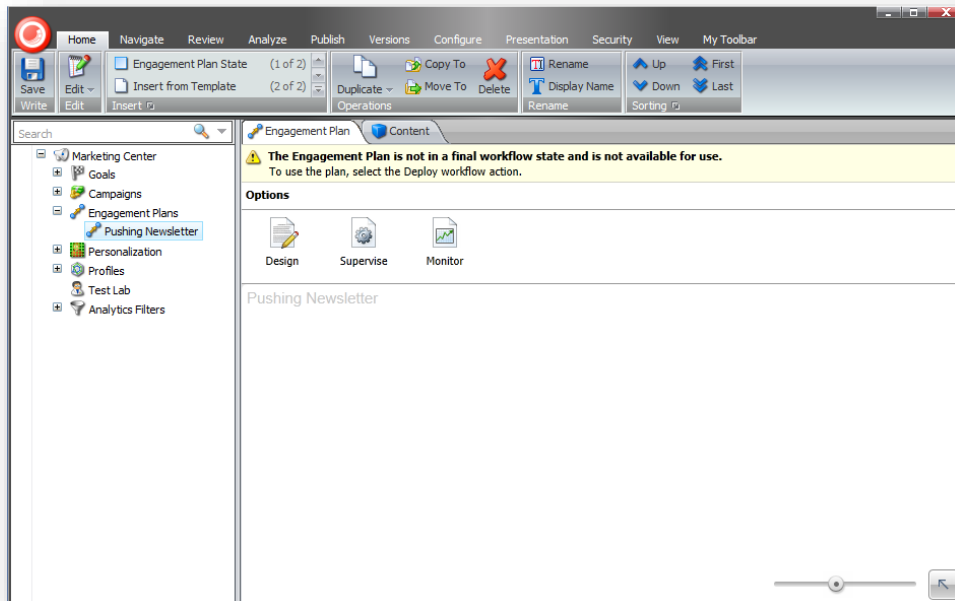 Home Navigate Review Analyze Publish Versions Configure Presentation Security View My Toolbar
Engagement Plan State (1 of 2) Copy To Rename Up First
Save Edit Insert from Template (2 of 2) Duplicate Move To Delete Display Name Down Last
Write Edit Insert Operations Rename Sorting
Search
Engagement Plan Content
Marketing Center
Goals
Campaigns
Engagement Plans
Pushing Newsletter
Personalization
Profiles
Test Lab
Analytics Filters
The Engagement Plan is not in a final workflow state and is not available for use.
To use the plan, select the Deploy workflow action.
Options
Design Supervise Monitor
Pushing Newsletter